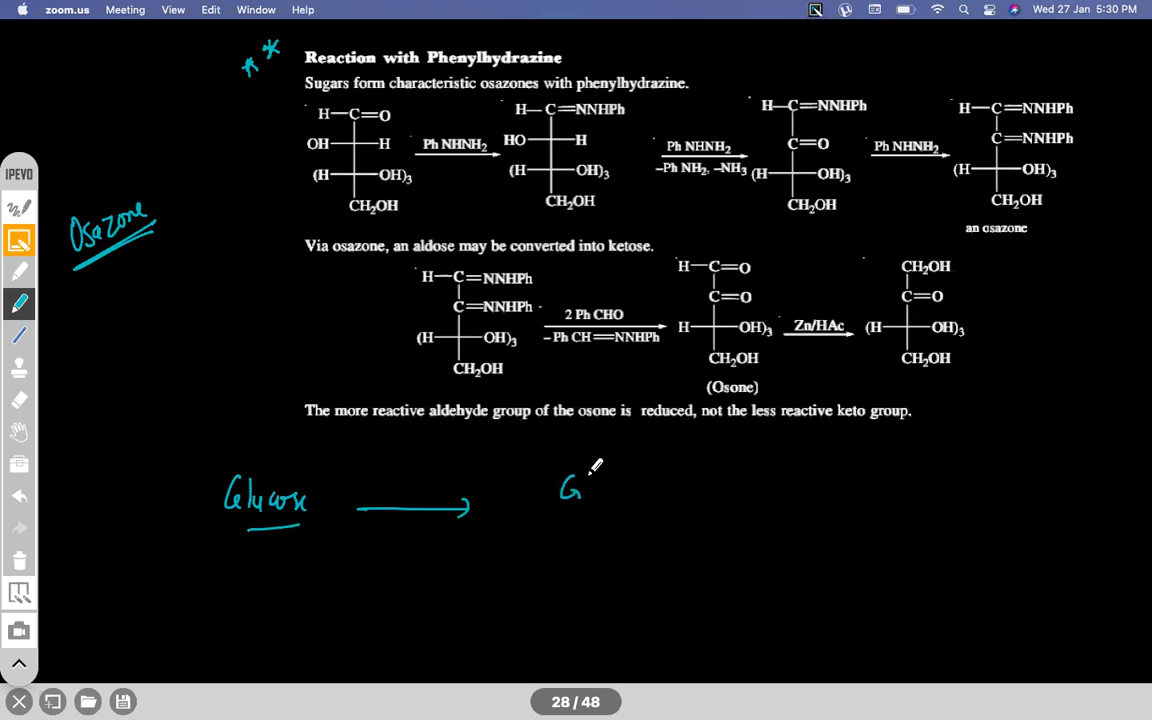 zoom.us Meeting View Edit Window Help Wed 27 Jan 5:30 PM
Reaction with Phenylhydrazine
Sugars form characteristic osazones with phenylhydrazine.
H—C=O H—C=NNHPh H—C=NNHPh H—C=NNHPh
OH H Ph NHNH₂ HO H Ph NHNH₂ C=O Ph NHNH₂ C=NNHPh
–Ph NH₂, –NH₃
(H OH)₃ (H OH)₃ (H OH)₃ (H OH)₃
CH₂OH CH₂OH CH₂OH CH₂OH
an osazone
IPEVO
Osazone
Via osazone, an aldose may be converted into ketose.
H—C=NNHPh H—C=O CH₂OH
C=NNHPh C=O C=O
2 Ph CHO Zn/HAc
(H OH)₃ – Ph CH=NNHPh H OH)₃ (H OH)₃
CH₂OH CH₂OH CH₂OH
(Osone)
The more reactive aldehyde group of the osone is reduced, not the less reactive keto group.
Glucose G
28 / 48